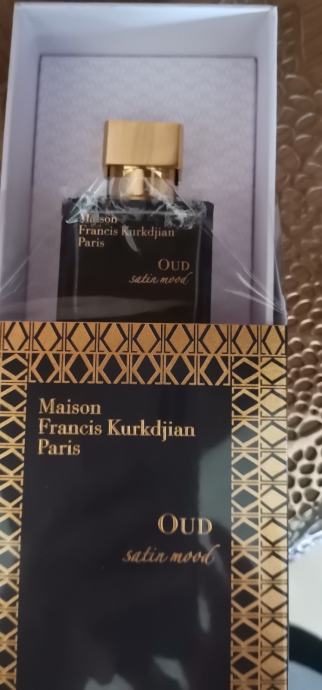 Maison
Francis Kurkdjian
Paris
OUD
satin mood
Maison
Francis Kurkdjian
Paris
OUD
satin mood